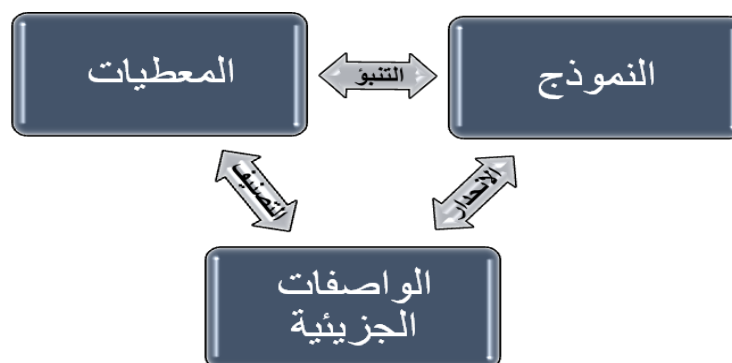 النموذج
التنبؤ
المعطيات
الانحدار
التصنيف
الواصفات
الجزيئية